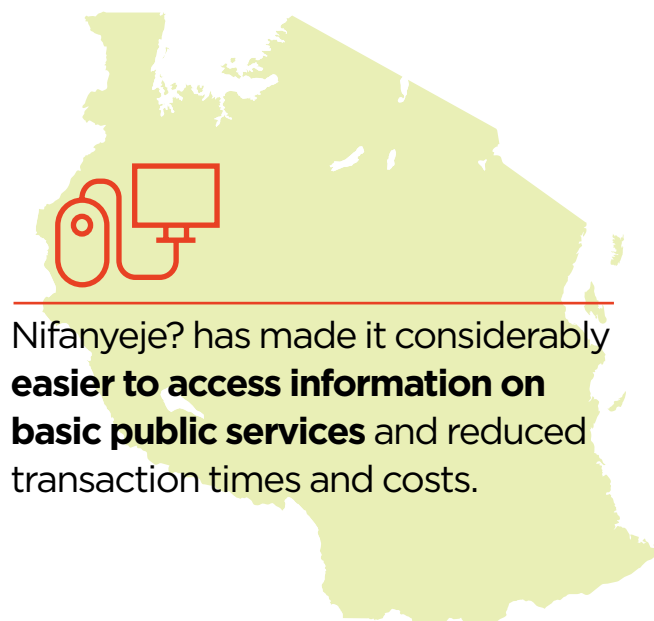 Nifanyeje? has made it considerably
easier to access information on
basic public services and reduced
transaction times and costs.